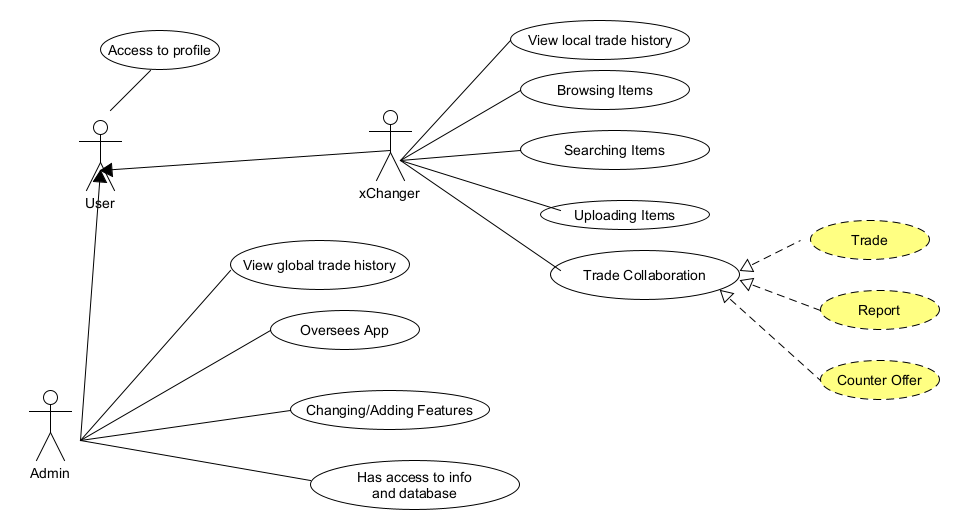 Access to profile
User
xChanger
View local trade history
Browsing Items
Searching Items
Uploading Items
Trade Collaboration
Trade
Report
Counter Offer
View global trade history
Oversees App
Changing/Adding Features
Has access to info
and database
Admin